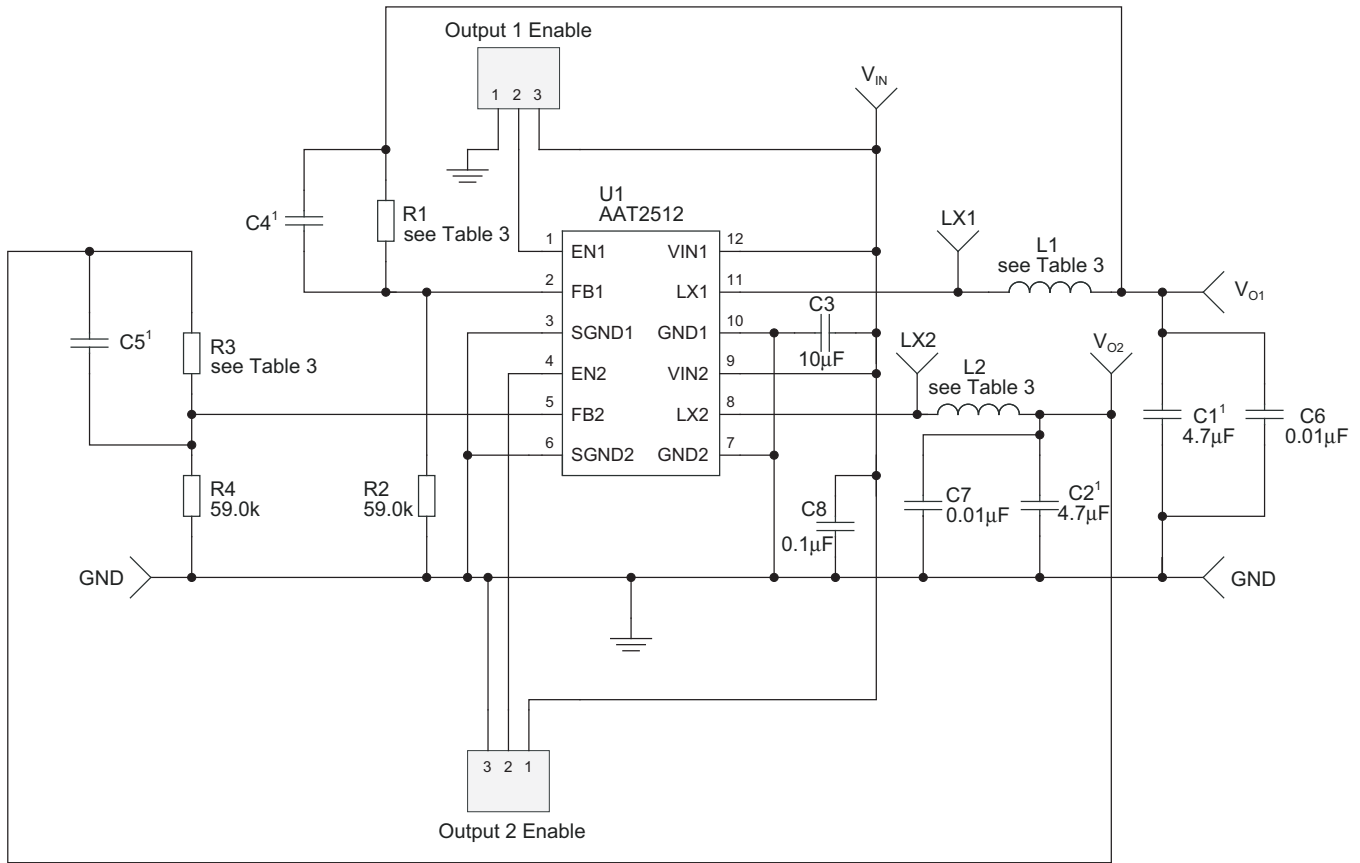 Output 1 Enable
1 2 3
V_IN
U1
AAT2512
C4¹
R1
see Table 3
LX1
L1
see Table 3
1 EN1 VIN1 12
2 FB1 LX1 11
3 SGND1 GND1 10
4 EN2 VIN2 9
5 FB2 LX2 8
6 SGND2 GND2 7
V_O1
C3
10µF
C5¹
R3
see Table 3
LX2
L2
see Table 3
V_O2
C1¹
4.7µF
C6
0.01µF
R4
59.0k
R2
59.0k
C8
0.1µF
C7
0.01µF
C2¹
4.7µF
GND
GND
3 2 1
Output 2 Enable